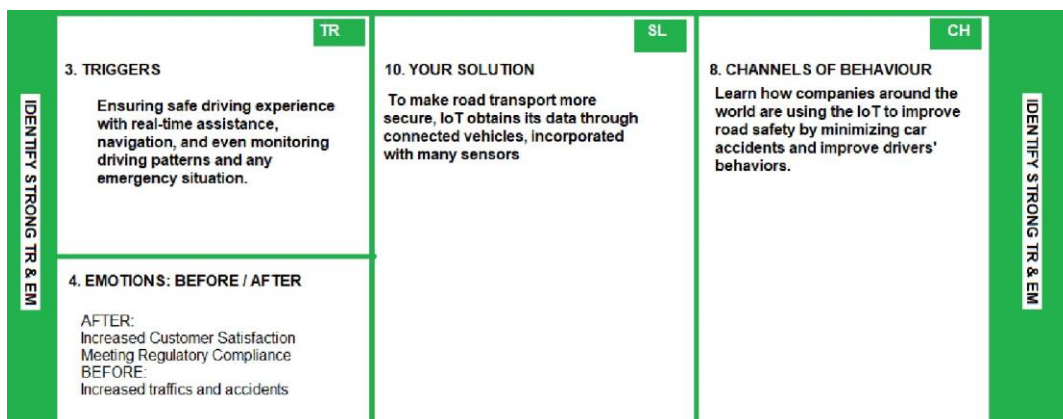 IDENTIFY STRONG TR & EM
TR
3. TRIGGERS
Ensuring safe driving experience
with real-time assistance,
navigation, and even monitoring
driving patterns and any
emergency situation.
4. EMOTIONS: BEFORE / AFTER
AFTER:
Increased Customer Satisfaction
Meeting Regulatory Compliance
BEFORE:
Increased traffics and accidents
SL
10. YOUR SOLUTION
To make road transport more
secure, IoT obtains its data through
connected vehicles, incorporated
with many sensors
CH
8. CHANNELS OF BEHAVIOUR
Learn how companies around the
world are using the IoT to improve
road safety by minimizing car
accidents and improve drivers'
behaviors.
IDENTIFY STRONG TR & EM